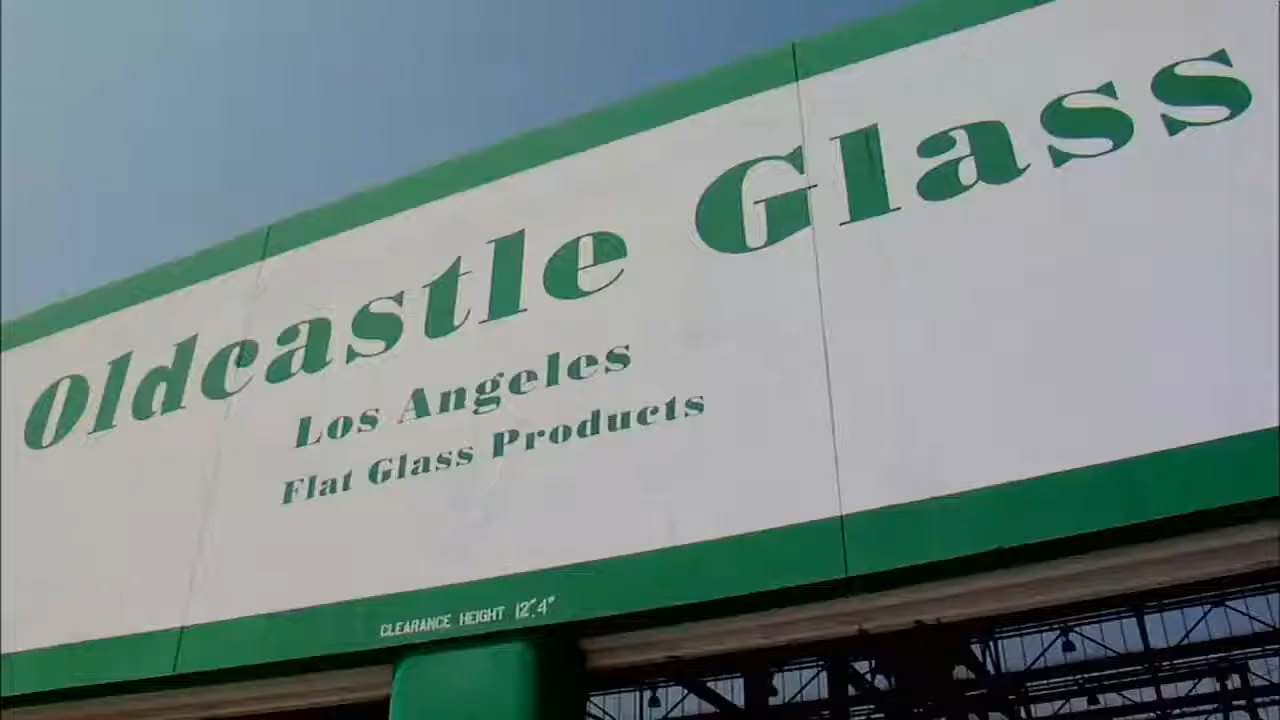 Oldcastle Glass
Los Angeles
Flat Glass Products
CLEARANCE HEIGHT 12".4"